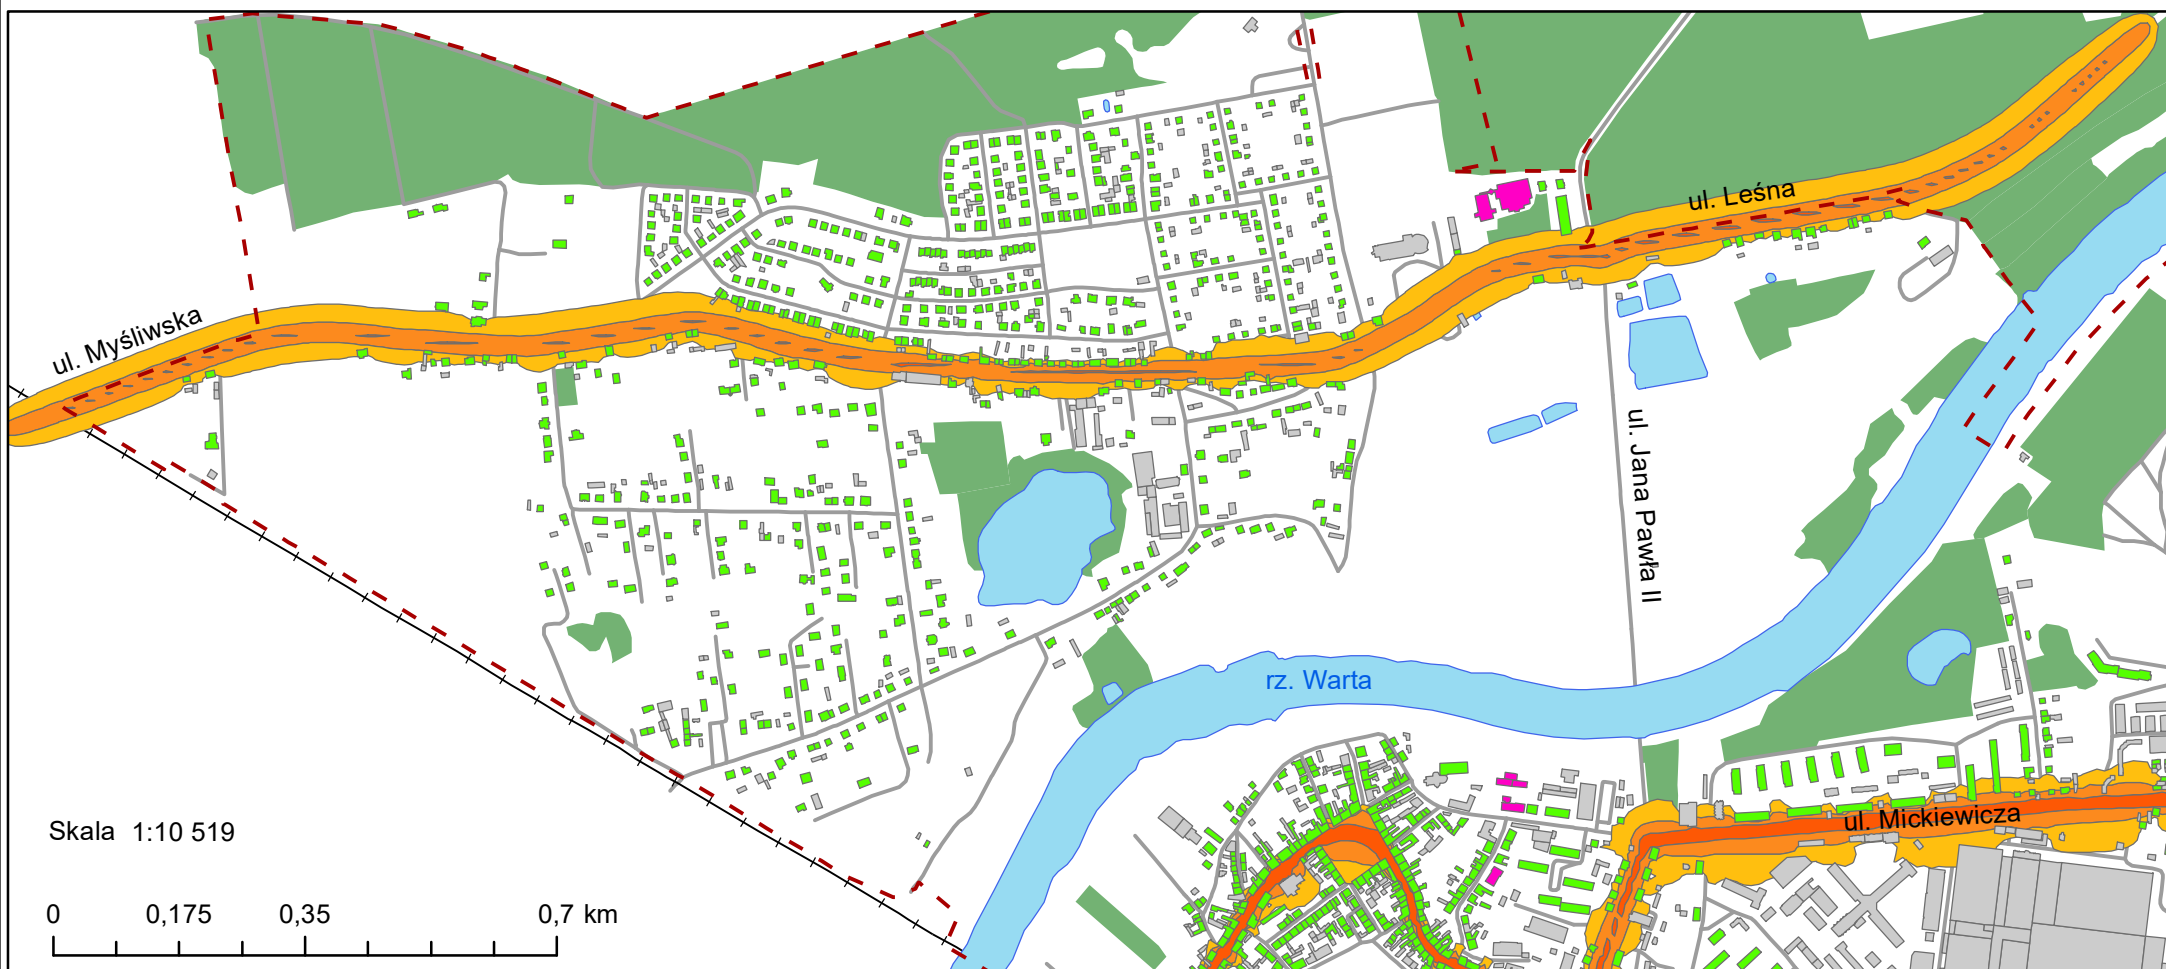 ul. Leśna
ul. Myśliwska
ul. Jana Pawła II
rz. Warta
ul. Mickiewicza
Skala 1:10 519
0 0,175 0,35 0,7 km